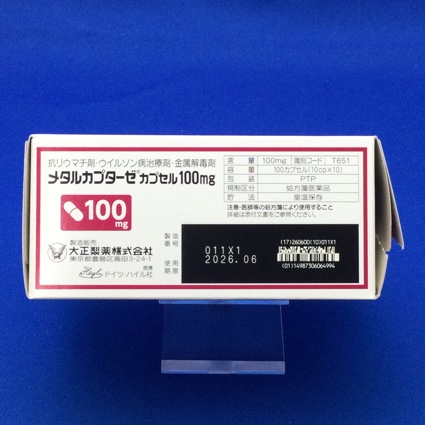 抗リウマチ剤・ウイルソン病治療剤・金属解毒剤
メタルカプターゼ®カプセル100mg
100
mg
製造販売
大正製薬株式会社
東京都豊島区高田3-24-1
提携
ドイツ・ハイル社
含量 100mg 識別コード T651
容量 100カプセル(10cp×10)
包装 PTP
規制区分 処方箋医薬品
貯法 室温保存
注意-医師等の処方箋により使用すること
詳細は添付文書をご参照ください。
製造番号 011X1
使用期限 2026.06
(17)260600(10)011X1
(01)14987306064994